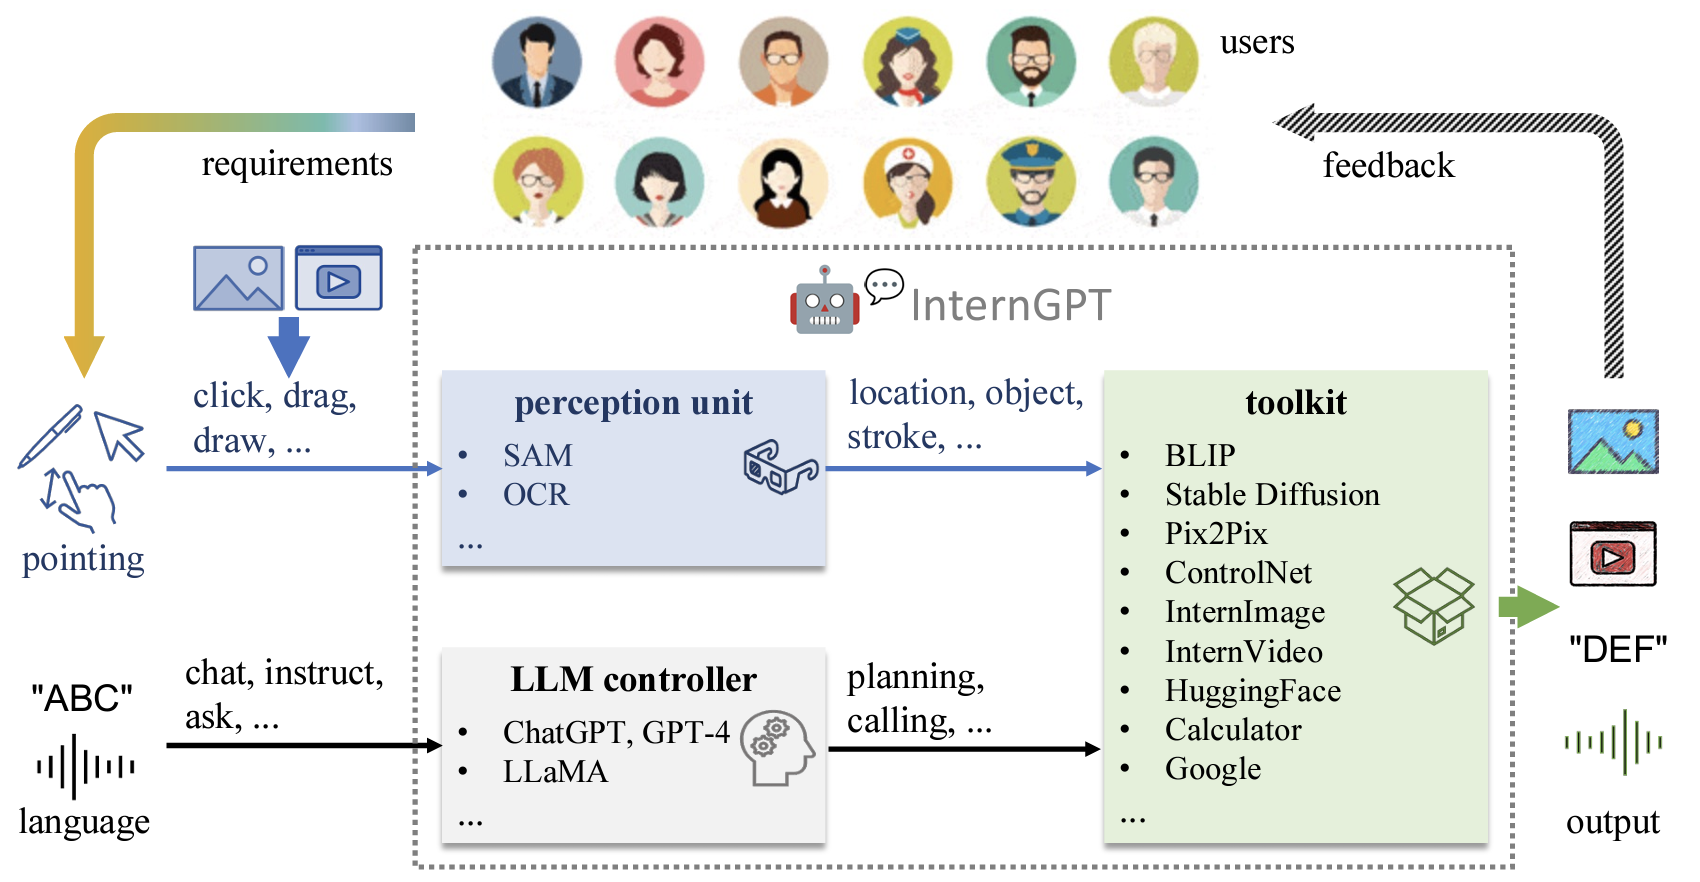 users
requirements
feedback
InternGPT
click, drag,
draw, ...
pointing
perception unit
• SAM
• OCR
...
location, object,
stroke, ...
toolkit
• BLIP
• Stable Diffusion
• Pix2Pix
• ControlNet
• InternImage
• InternVideo
• HuggingFace
• Calculator
• Google
...
"ABC"
language
chat, instruct,
ask, ...
LLM controller
• ChatGPT, GPT-4
• LLaMA
...
planning,
calling, ...
"DEF"
output